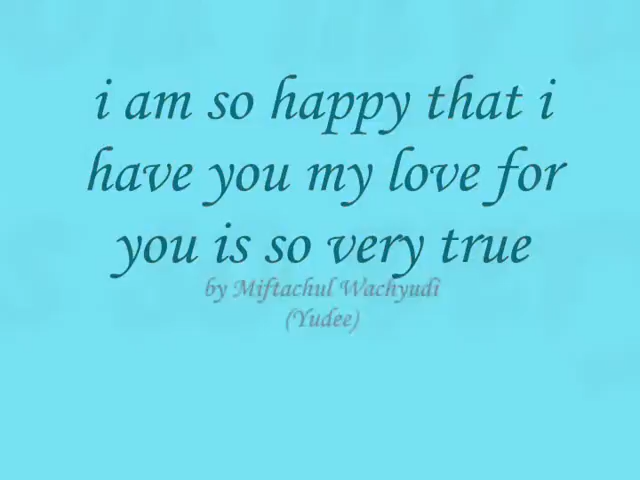 i am so happy that i
have you my love for
you is so very true
by Miftachul Wachyudi
(Yudee)